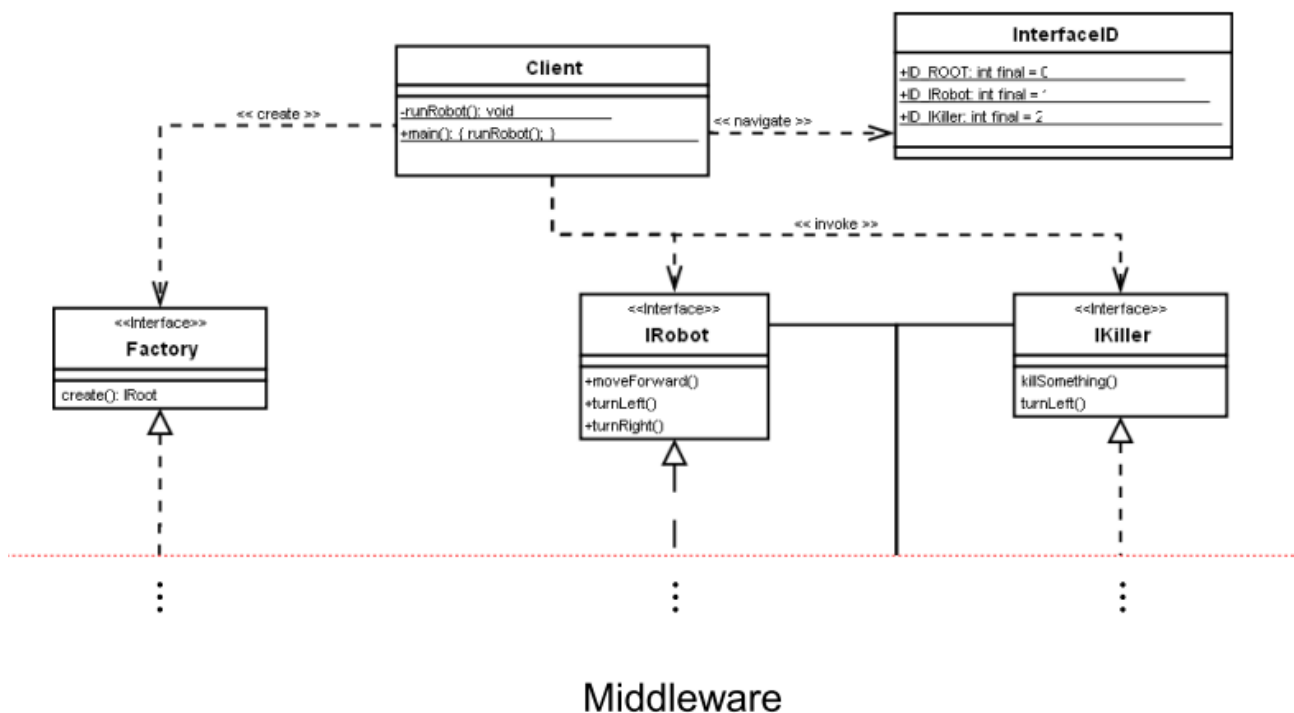 InterfaceID
+ID_ROOT: int final = 0
+ID_IRobot: int final =
+ID_IKiller: int final = 2
Client
-runRobot(): void
+main(): { runRobot(); }
<< create >>
<< navigate >>
<< invoke >>
<<Interface>>
Factory
create(): IRoot
<<Interface>>
IRobot
+moveForward()
+turnLeft()
+turnRight()
<<Interface>>
IKiller
killSomething()
turnLeft()
Middleware